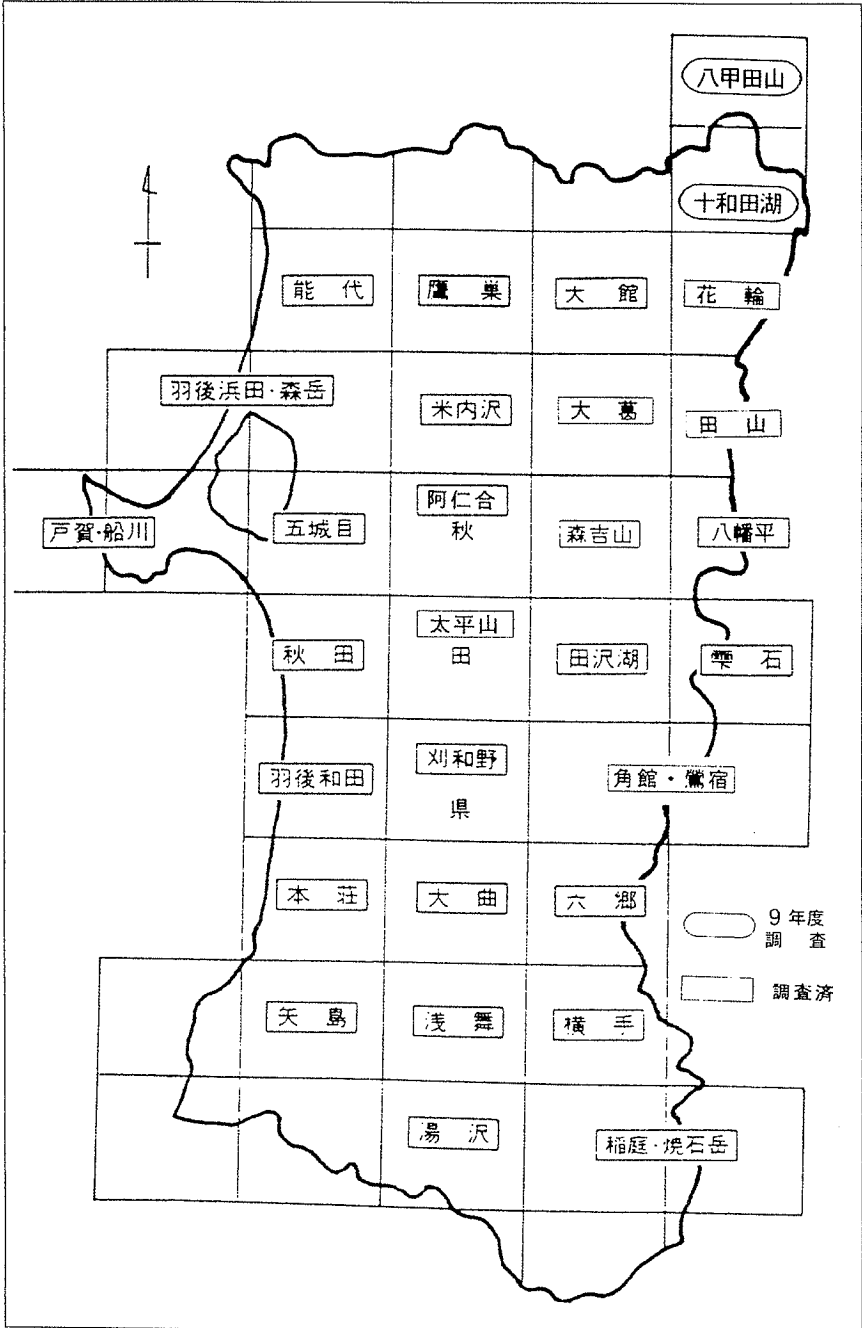 八甲田山
十和田湖
能代
鷹巣
大館
花輪
羽後浜田・森岳
米内沢
大葛
田山
戸賀・船川
五城目
阿仁合
秋
森吉山
八幡平
秋田
太平山
田
田沢湖
雫石
羽後和田
刈和野
県
角館・鶯宿
本荘
大曲
六郷
9年度
調査
調査済
矢島
浅舞
横手
湯沢
稲庭・焼石岳